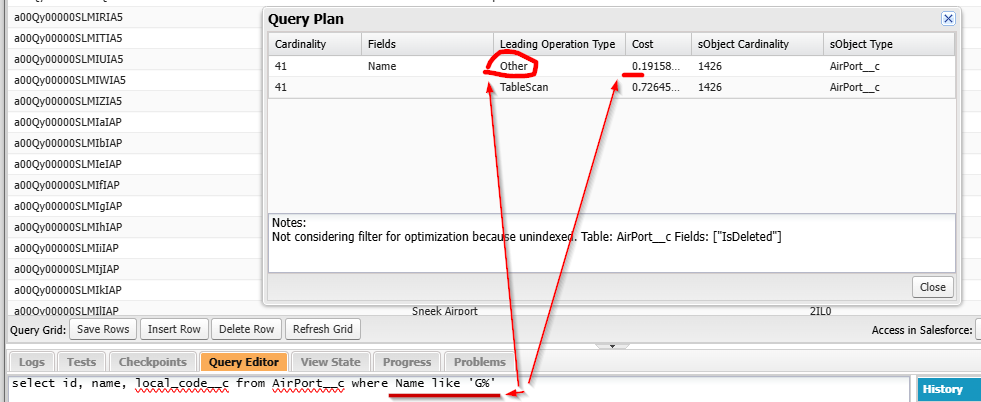 a00Qy00000SLMIRIA5
Query Plan
Cardinality Fields Leading Operation Type Cost sObject Cardinality sObject Type
41 Name Other 0.19158... 1426 AirPort__c
41 TableScan 0.72645... 1426 AirPort__c
a00Qy00000SLMITIA5
a00Qy00000SLMIUIA5
a00Qy00000SLMIWIA5
a00Qy00000SLMIZIA5
a00Qy00000SLMIaIAP
a00Qy00000SLMIbIAP
a00Qy00000SLMIeIAP
a00Qy00000SLMIfIAP
a00Qy00000SLMIgIAP
a00Qy00000SLMIhIAP
a00Qy00000SLMIiIAP
a00Qy00000SLMIjIAP
a00Qy00000SLMIkIAP
Notes:
Not considering filter for optimization because unindexed. Table: AirPort__c Fields: ["IsDeleted"]
Close
a00Qy00000SLMIlIAP Sneek Airport 2IL0
Query Grid: Save Rows Insert Row Delete Row Refresh Grid Access in Salesforce:
Logs Tests Checkpoints Query Editor View State Progress Problems
select id, name, local_code__c from AirPort__c where Name like 'G%'
History